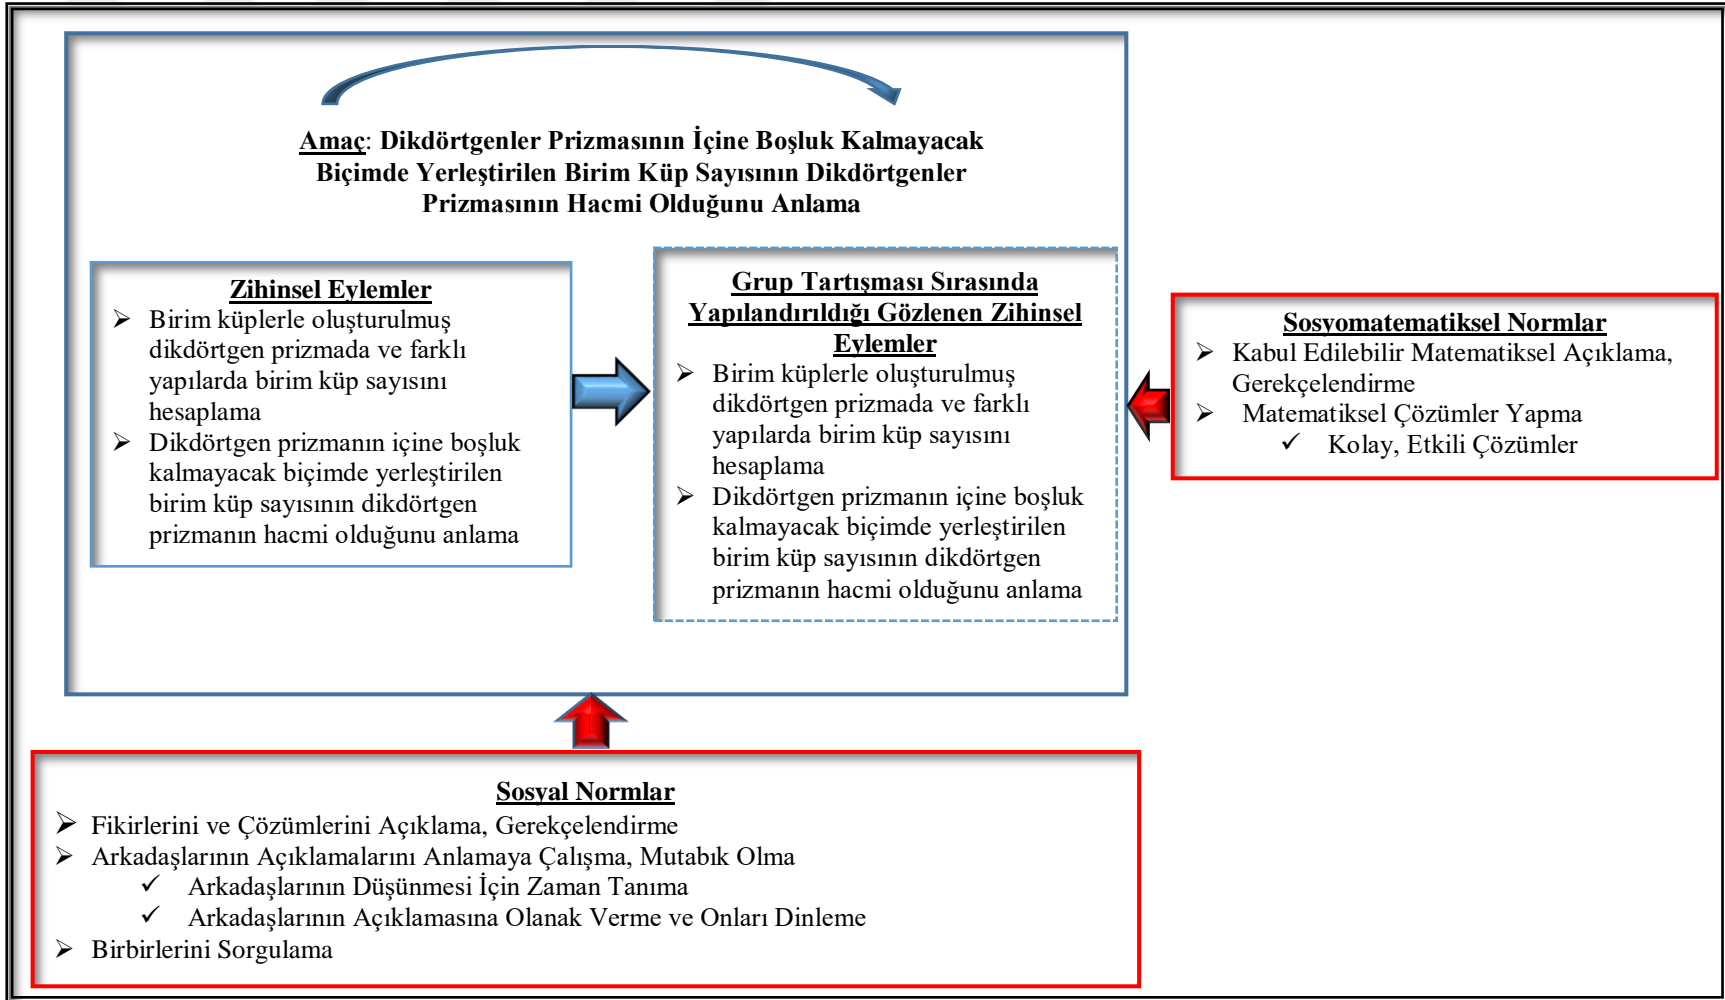 Amaç: Dikdörtgenler Prizmasının İçine Boşluk Kalmayacak
Biçimde Yerleştirilen Birim Küp Sayısının Dikdörtgenler
Prizmasının Hacmi Olduğunu Anlama
Zihinsel Eylemler
➢ Birim küplerle oluşturulmuş
dikdörtgen prizmada ve farklı
yapılarda birim küp sayısını
hesaplama
➢ Dikdörtgen prizmanın içine boşluk
kalmayacak biçimde yerleştirilen
birim küp sayısının dikdörtgen
prizmanın hacmi olduğunu anlama
Grup Tartışması Sırasında
Yapılandırıldığı Gözlenen Zihinsel
Eylemler
➢ Birim küplerle oluşturulmuş
dikdörtgen prizmada ve farklı
yapılarda birim küp sayısını
hesaplama
➢ Dikdörtgen prizmanın içine boşluk
kalmayacak biçimde yerleştirilen
birim küp sayısının dikdörtgen
prizmanın hacmi olduğunu anlama
Sosyomatematiksel Normlar
➢ Kabul Edilebilir Matematiksel Açıklama,
Gerekçelendirme
➢ Matematiksel Çözümler Yapma
✓ Kolay, Etkili Çözümler
Sosyal Normlar
➢ Fikirlerini ve Çözümlerini Açıklama, Gerekçelendirme
➢ Arkadaşlarının Açıklamalarını Anlamaya Çalışma, Mutabık Olma
✓ Arkadaşlarının Düşünmesi İçin Zaman Tanıma
✓ Arkadaşlarının Açıklamasına Olanak Verme ve Onları Dinleme
➢ Birbirlerini Sorgulama